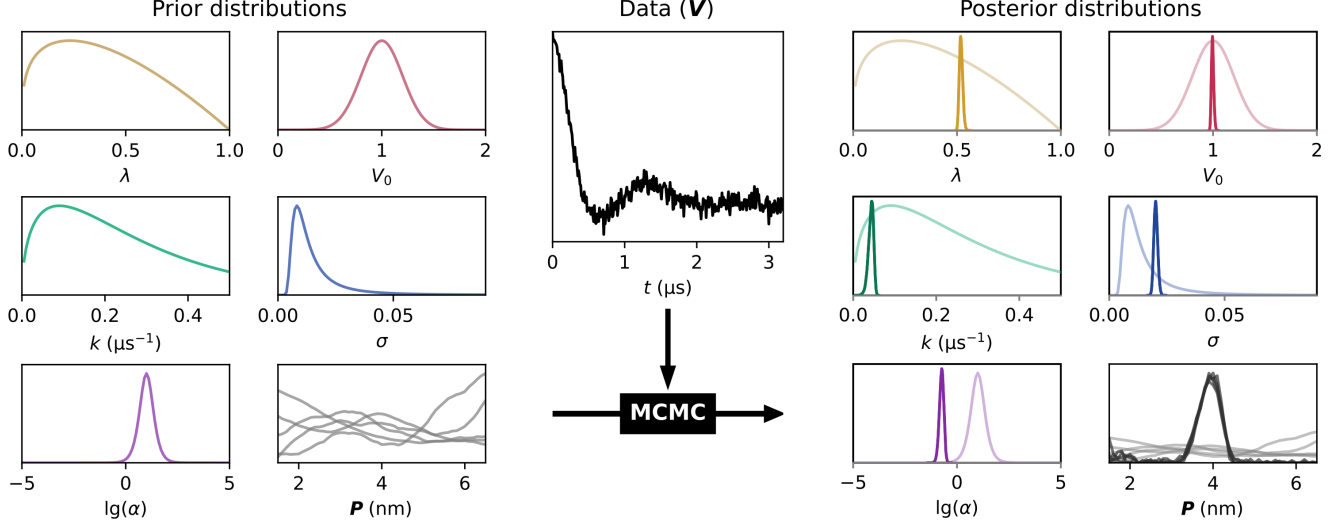 Prior distributions
Data (V)
Posterior distributions
0.0 0.5 1.0
λ
0 1 2
V₀
0.0 0.2 0.4
k (μs⁻¹)
0.00 0.05
σ
−5 0 5
lg(α)
2 4 6
P (nm)
0 1 2 3
t (μs)
MCMC
0.0 0.5 1.0
λ
0 1 2
V₀
0.0 0.2 0.4
k (μs⁻¹)
0.00 0.05
σ
−5 0 5
lg(α)
2 4 6
P (nm)